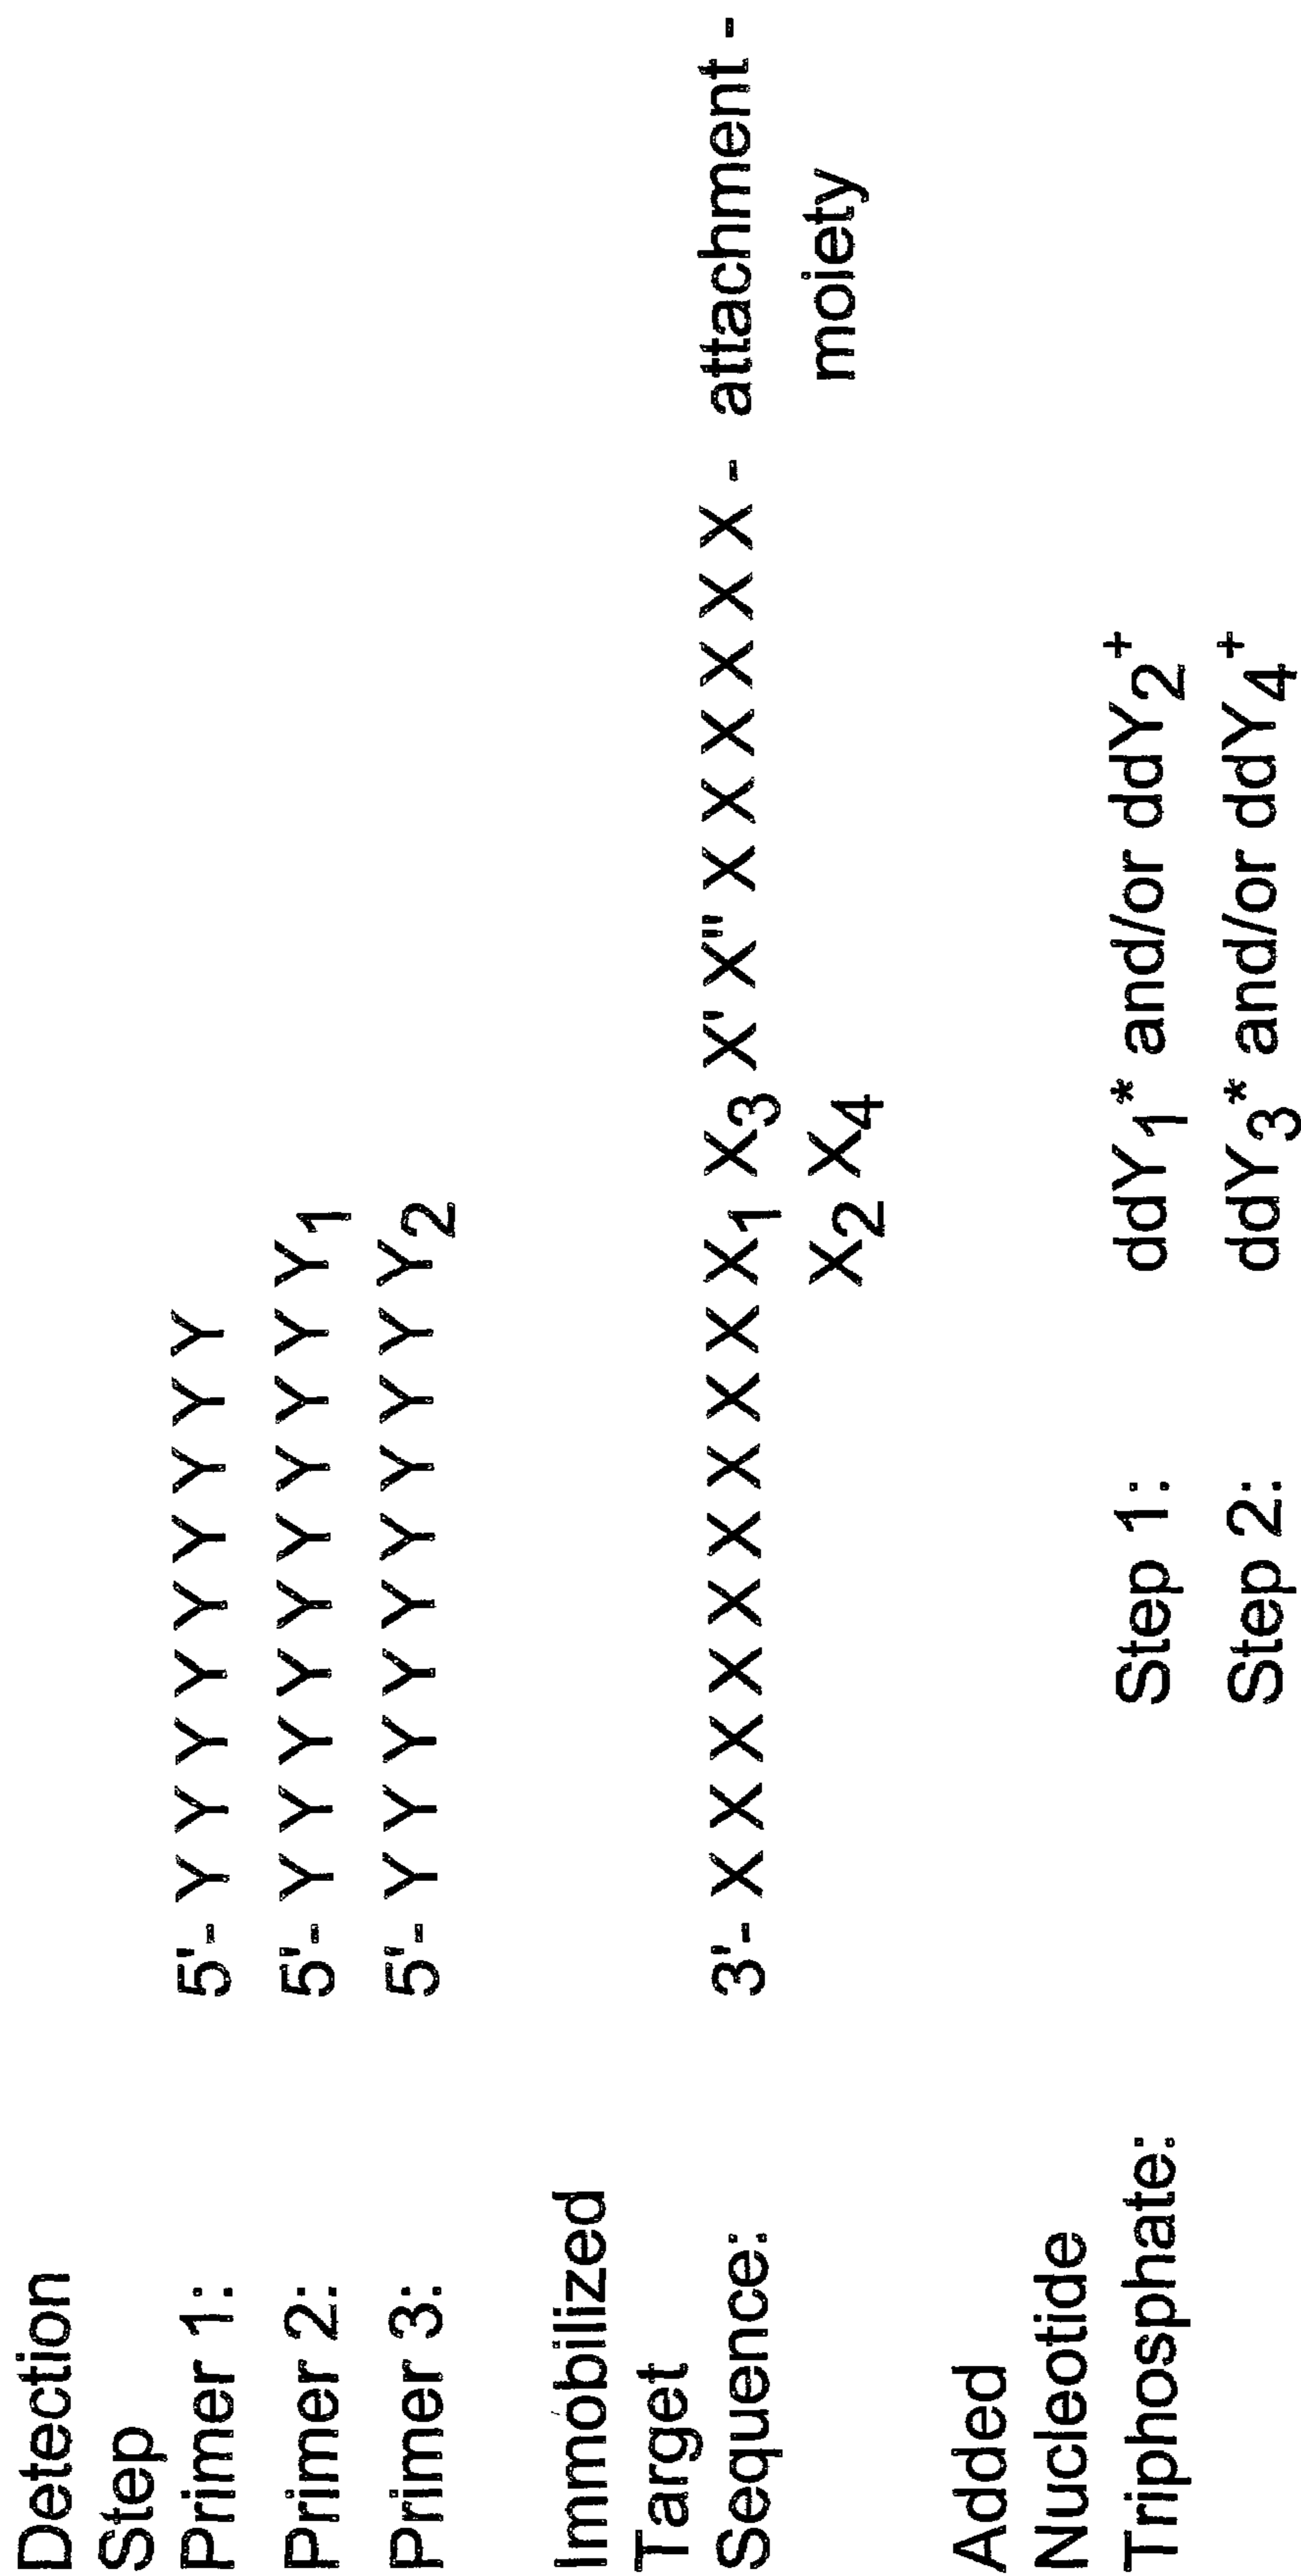 Detection
Step
Primer 1: 5'- Y Y Y Y Y Y Y Y Y
Primer 2: 5'- Y Y Y Y Y Y Y Y Y Y₁
Primer 3: 5'- Y Y Y Y Y Y Y Y Y Y₂
Immobilized
Target
Sequence: 3'- X X X X X X X X X X₁ X₃ X' X" X X X X X X - attachment -
X₂ X₄ moiety
Added
Nucleotide
Triphosphate: Step 1: ddY₁* and/or ddY₂⁺
Step 2: ddY₃* and/or ddY₄⁺